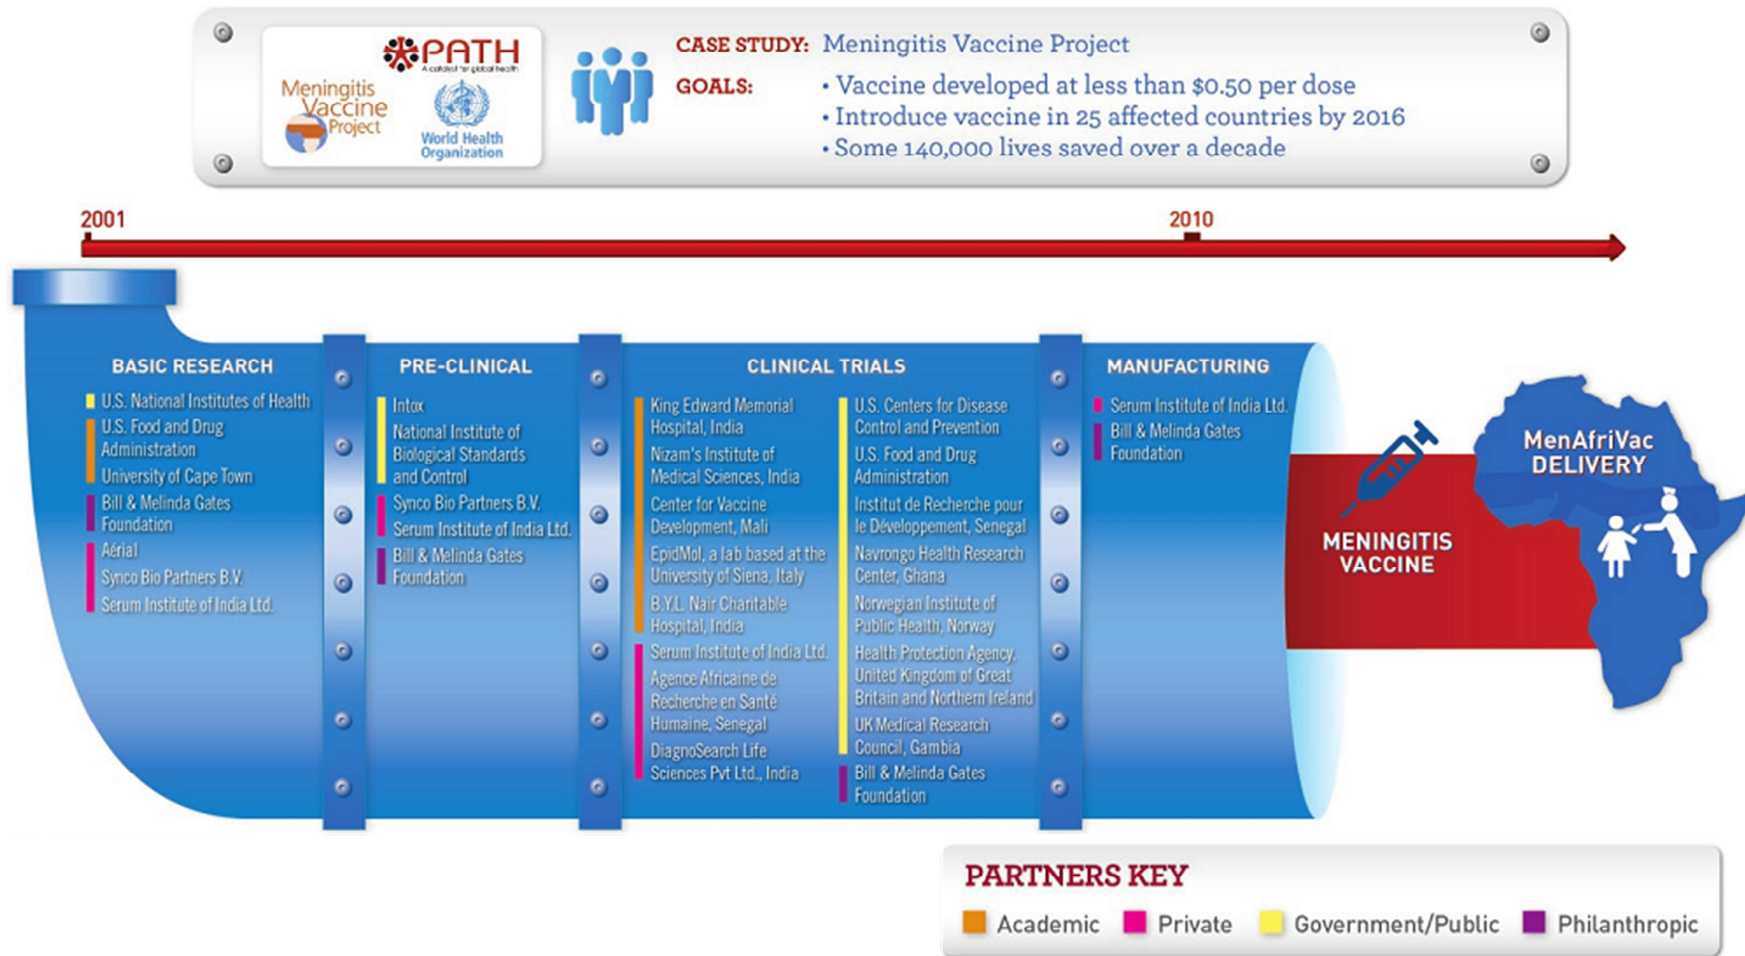 PATH
A catalyst for global health
Meningitis
Vaccine
Project
World Health
Organization
CASE STUDY: Meningitis Vaccine Project
GOALS: • Vaccine developed at less than $0.50 per dose
• Introduce vaccine in 25 affected countries by 2016
• Some 140,000 lives saved over a decade
2001
2010
BASIC RESEARCH
U.S. National Institutes of Health
U.S. Food and Drug
Administration
University of Cape Town
Bill & Melinda Gates
Foundation
Aérial
Synco Bio Partners B.V.
Serum Institute of India Ltd.
PRE-CLINICAL
Intox
National Institute of
Biological Standards
and Control
Synco Bio Partners B.V.
Serum Institute of India Ltd.
Bill & Melinda Gates
Foundation
CLINICAL TRIALS
King Edward Memorial
Hospital, India
Nizam's Institute of
Medical Sciences, India
Center for Vaccine
Development, Mali
EpidMol, a lab based at the
University of Siena, Italy
B.Y.L. Nair Charitable
Hospital, India
Serum Institute of India Ltd.
Agence Africaine de
Recherche en Santé
Humaine, Senegal
DiagnoSearch Life
Sciences Pvt Ltd., India
U.S. Centers for Disease
Control and Prevention
U.S. Food and Drug
Administration
Institut de Recherche pour
le Développement, Senegal
Navrongo Health Research
Center, Ghana
Norwegian Institute of
Public Health, Norway
Health Protection Agency,
United Kingdom of Great
Britain and Northern Ireland
UK Medical Research
Council, Gambia
Bill & Melinda Gates
Foundation
MANUFACTURING
Serum Institute of India Ltd.
Bill & Melinda Gates
Foundation
MENINGITIS
VACCINE
MenAfriVac
DELIVERY
PARTNERS KEY
Academic Private Government/Public Philanthropic